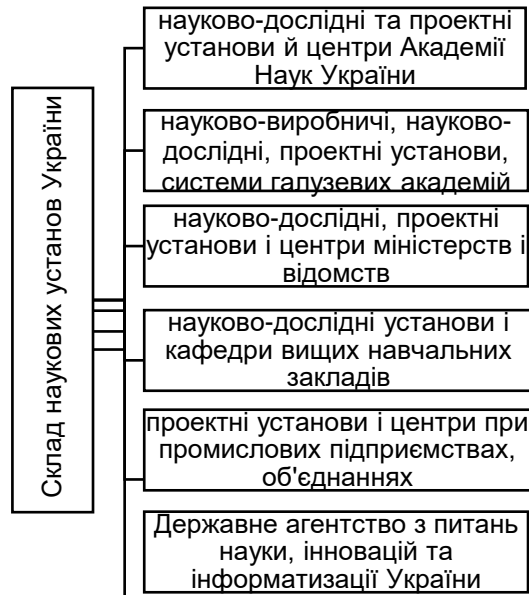 Склад наукових установ України
науково-дослідні та проектні
установи й центри Академії
Наук України
науково-виробничі, науково-
дослідні, проектні установи,
системи галузевих академій
науково-дослідні, проектні
установи і центри міністерств і
відомств
науково-дослідні установи і
кафедри вищих навчальних
закладів
проектні установи і центри при
промислових підприємствах,
об'єднаннях
Державне агентство з питань
науки, інновацій та
інформатизації України